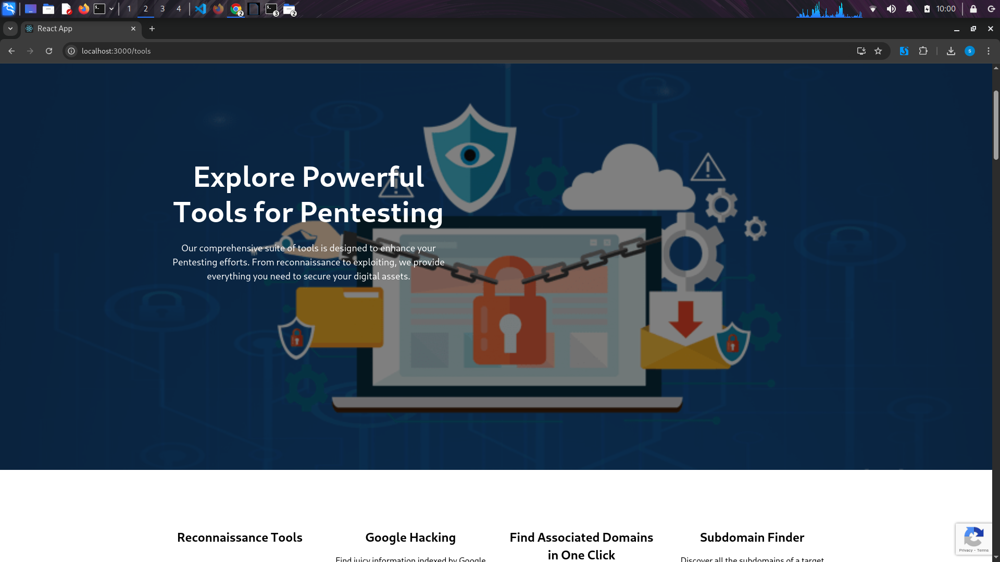 1 2 3 4 2 3 2 10:00
React App
localhost:3000/tools
S
Explore Powerful
Tools for Pentesting
Our comprehensive suite of tools is designed to enhance your
Pentesting efforts. From reconnaissance to exploiting, we provide
everything you need to secure your digital assets.
Reconnaissance Tools
Google Hacking
Find juicy information indexed by Google
Find Associated Domains
in One Click
Subdomain Finder
Discover all the subdomains of a target
Privacy - Terms